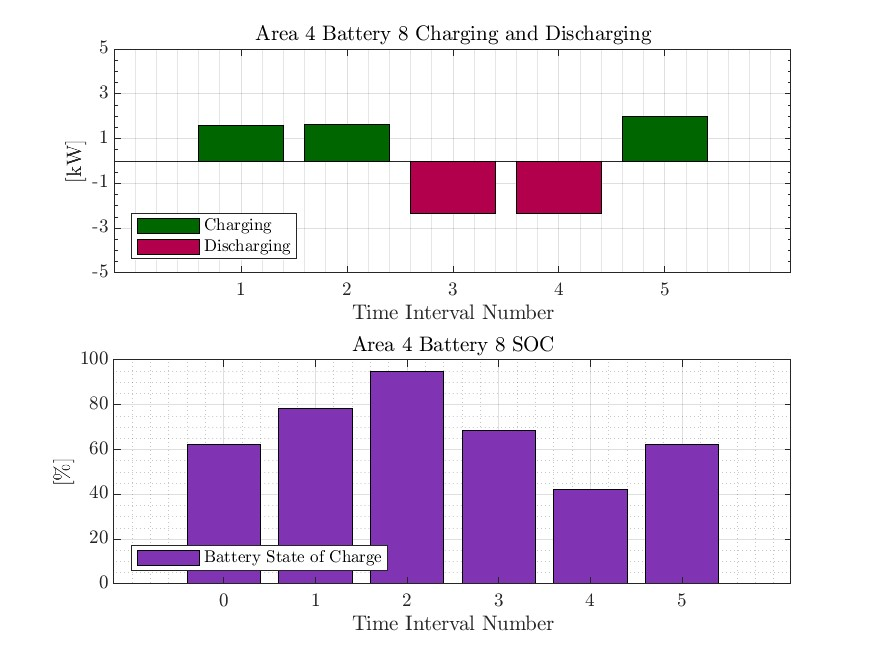 Area 4 Battery 8 Charging and Discharging
5
3
1
-1
-3
-5
[kW]
Charging
Discharging
1 2 3 4 5
Time Interval Number
Area 4 Battery 8 SOC
100
80
60
40
20
0
[%]
Battery State of Charge
0 1 2 3 4 5
Time Interval Number